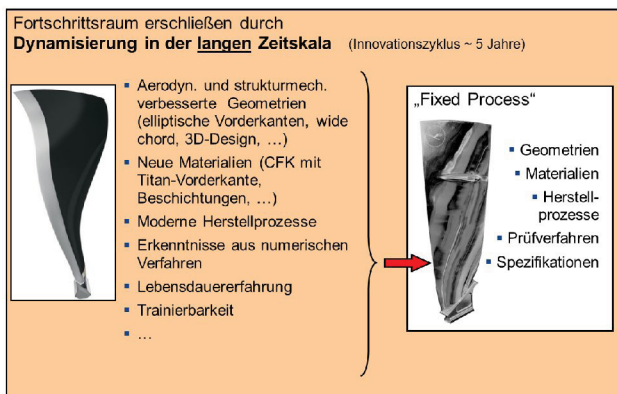 Fortschrittsraum erschließen durch
Dynamisierung in der langen Zeitskala (Innovationszyklus ~ 5 Jahre)
▪ Aerodyn. und strukturmech.
verbesserte Geometrien
(elliptische Vorderkanten, wide
chord, 3D-Design, …)
▪ Neue Materialien (CFK mit
Titan-Vorderkante,
Beschichtungen, …)
▪ Moderne Herstellprozesse
▪ Erkenntnisse aus numerischen
Verfahren
▪ Lebensdauererfahrung
▪ Trainierbarkeit
▪ …
„Fixed Process“
▪ Geometrien
▪ Materialien
▪ Herstell-
prozesse
▪ Prüfverfahren
▪ Spezifikationen